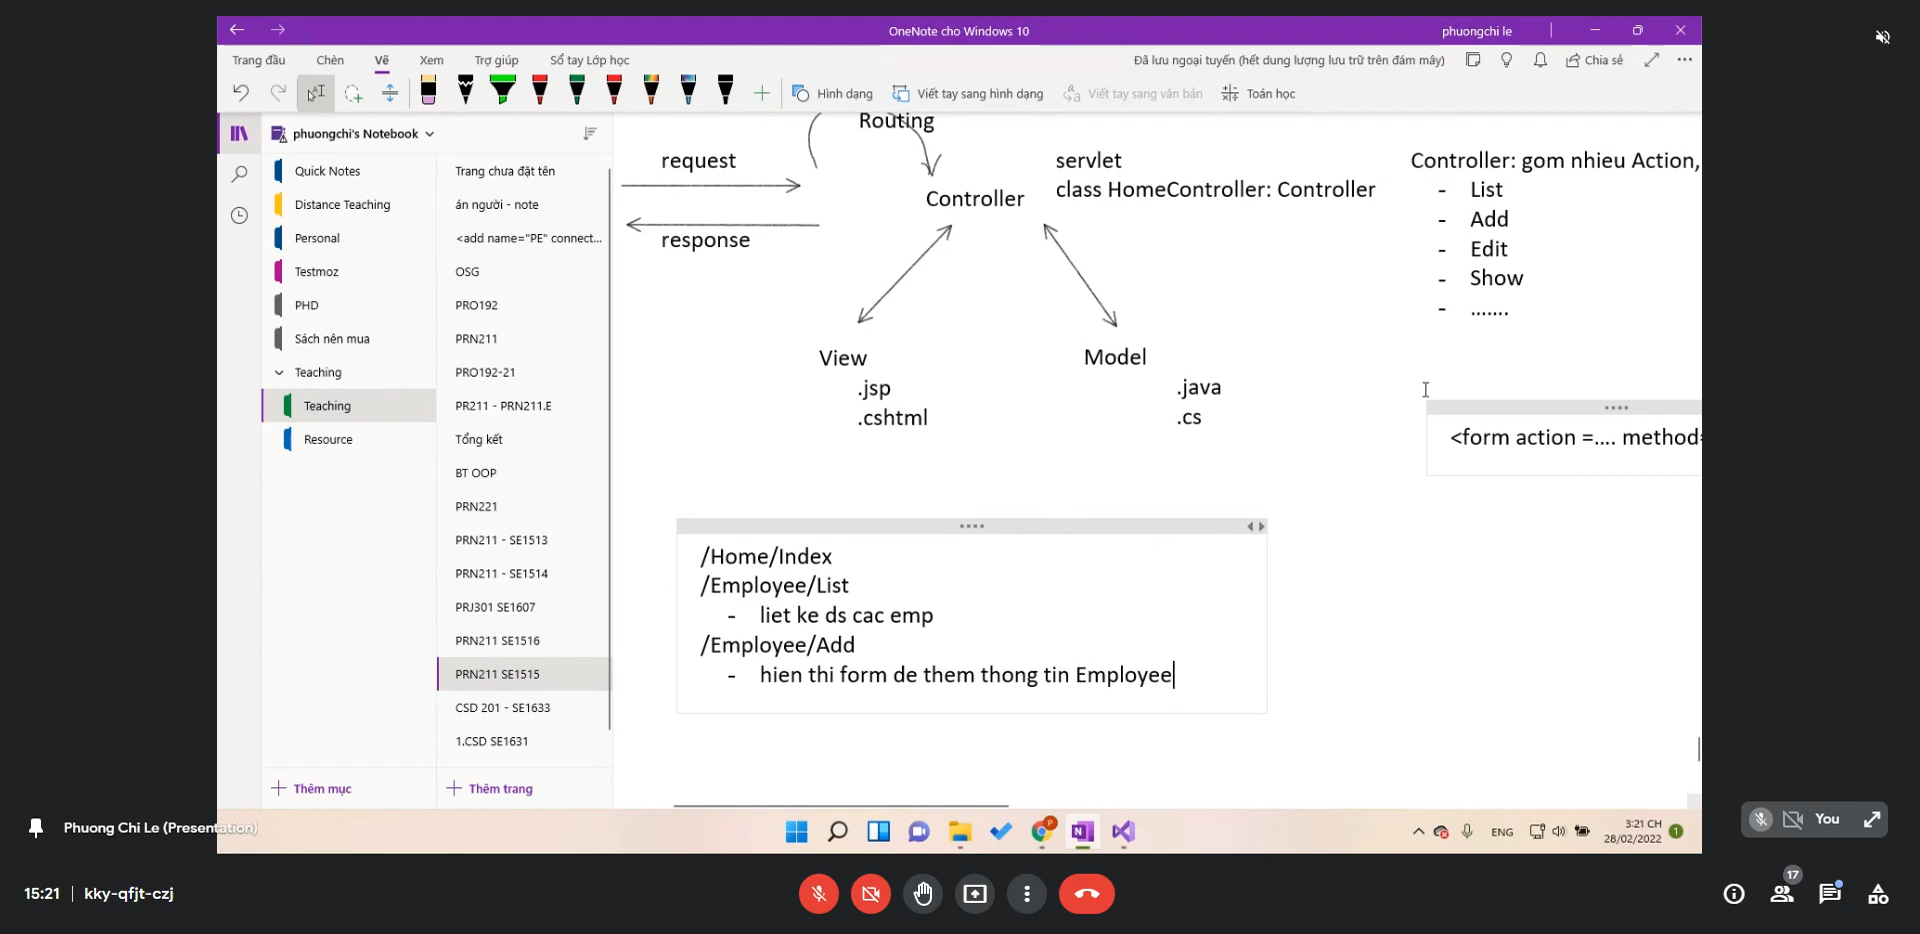 OneNote cho Windows 10
phuongchi le
Trang đầu
Chèn
Vẽ
Xem
Trợ giúp
Sổ tay Lớp học
Đã lưu ngoại tuyến (hết dung lượng lưu trữ trên đám mây)
Chia sẻ
Hình dạng
Viết tay sang hình dạng
Viết tay sang văn bản
Toán học
phuongchi's Notebook
Quick Notes
Distance Teaching
Personal
Testmoz
PHD
Sách nên mua
Teaching
Teaching
Resource
Thêm mục
Trang chưa đặt tên
án người - note
<add name="PE" connect...
OSG
PRO192
PRN211
PRO192-21
PR211 - PRN211.E
Tổng kết
BT OOP
PRN221
PRN211 - SE1513
PRN211 - SE1514
PRJ301 SE1607
PRN211 SE1516
PRN211 SE1515
CSD 201 - SE1633
1.CSD SE1631
Thêm trang
Routing
request
response
Controller
servlet
class HomeController: Controller
Controller: gom nhieu Action,
- List
- Add
- Edit
- Show
- .......
View
.jsp
.cshtml
Model
.java
.cs
<form action =.... method=
/Home/Index
/Employee/List
- liet ke ds cac emp
/Employee/Add
- hien thi form de them thong tin Employee
Phuong Chi Le (Presentation)
P
ENG
3:21 CH
28/02/2022
1
You
15:21 | kky-qfjt-czj
17